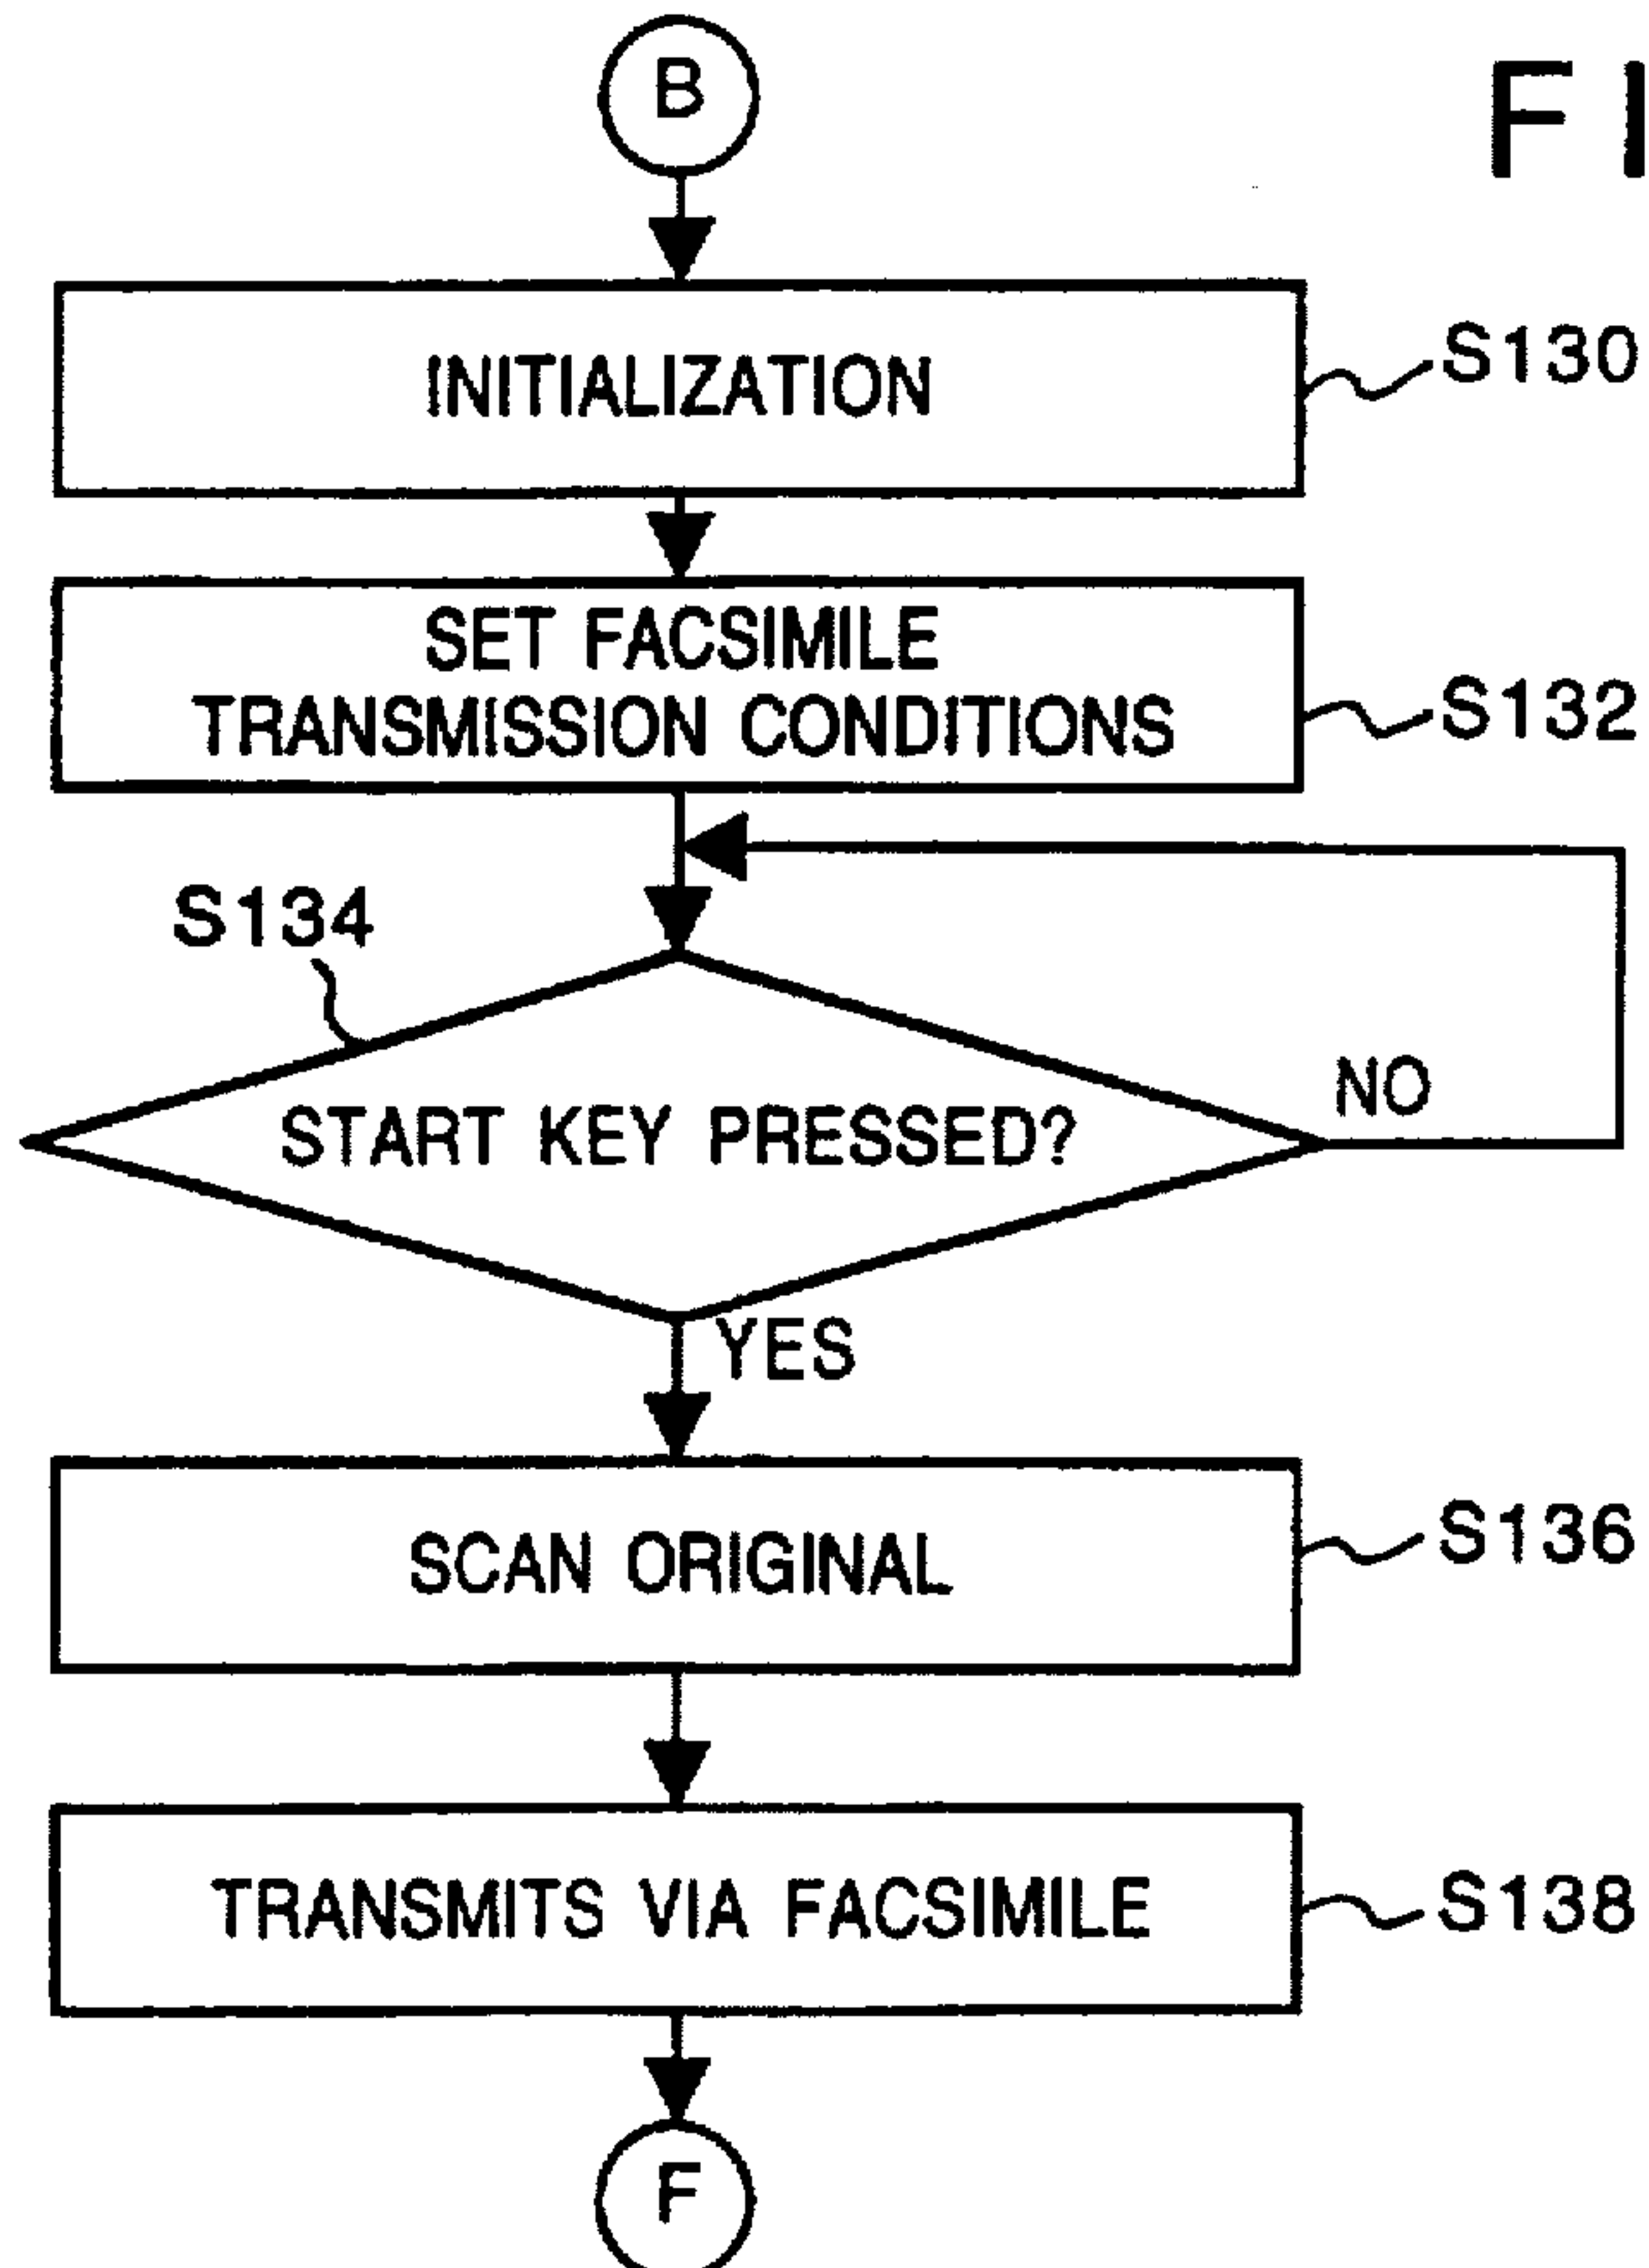 B
FI
INITIALIZATION
S130
SET FACSIMILE
TRANSMISSION CONDITIONS
S132
S134
START KEY PRESSED?
NO
YES
SCAN ORIGINAL
S136
TRANSMITS VIA FACSIMILE
S138
F